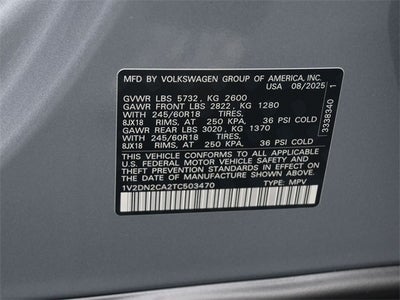 MFD BY VOLKSWAGEN GROUP OF AMERICA, INC.
USA 08/2025
GVWR LBS 5732, KG 2600
GAWR FRONT LBS 2822, KG 1280
WITH 245/60R18 TIRES.
8JX18 RIMS, AT 250 KPA. 36 PSI COLD
GAWR REAR LBS 3020, KG 1370
WITH 245/60R18 TIRES.
8JX18 RIMS, AT 250 KPA. 36 PSI COLD
THIS VEHICLE CONFORMS TO ALL APPLICABLE
U.S. FEDERAL MOTOR VEHICLE SAFETY AND
THEFT PREVENTION STANDARDS IN EFFECT
ON THE DATE OF MANUFACTURE SHOWN ABOVE.
1V2DN2CA2TC503470 TYPE: MPV
3338340 1